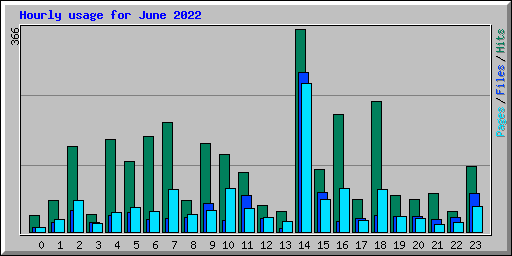 Hourly usage for June 2022
366
Pages / Files / Hits
0 1 2 3 4 5 6 7 8 9 10 11 12 13 14 15 16 17 18 19 20 21 22 23